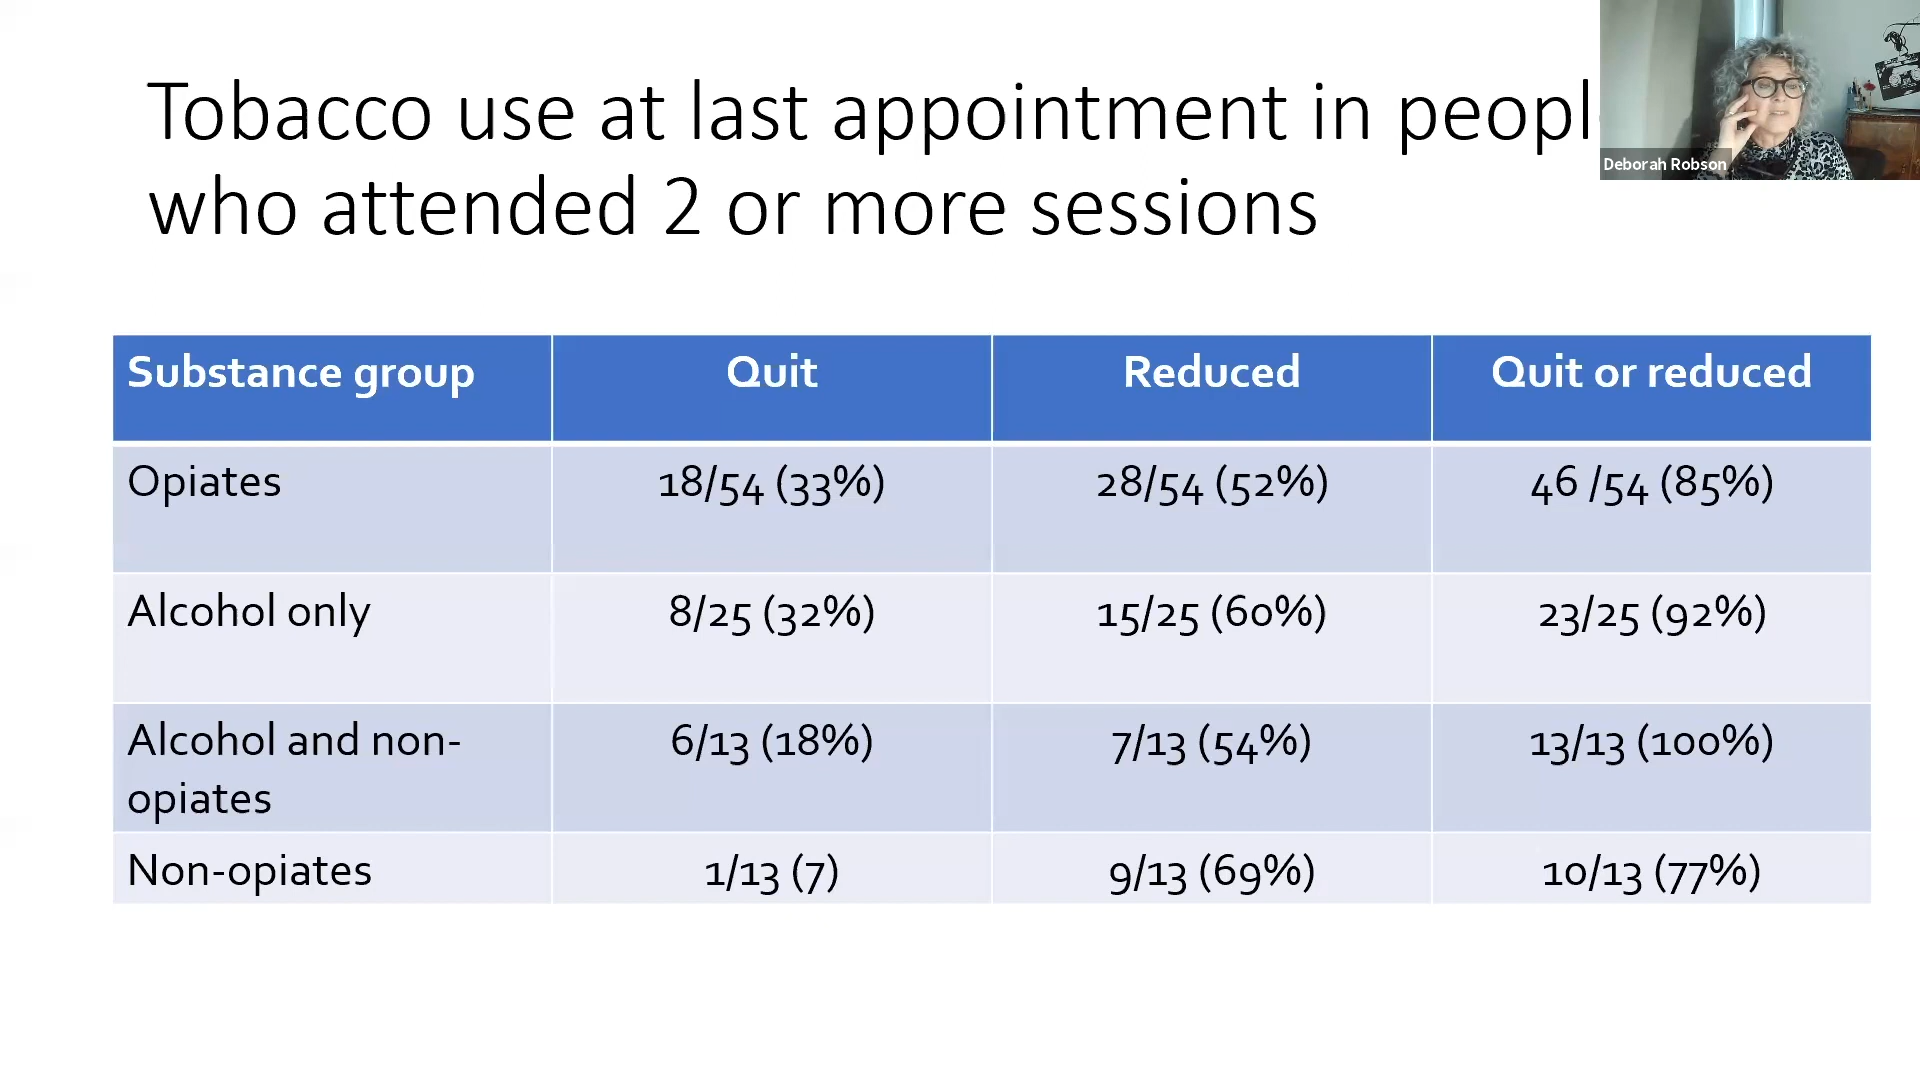 Tobacco use at last appointment in peopl
who attended 2 or more sessions
Deborah Robson
Substance group Quit Reduced Quit or reduced
Opiates 18/54 (33%) 28/54 (52%) 46 /54 (85%)
Alcohol only 8/25 (32%) 15/25 (60%) 23/25 (92%)
Alcohol and non- 6/13 (18%) 7/13 (54%) 13/13 (100%)
opiates
Non-opiates 1/13 (7) 9/13 (69%) 10/13 (77%)